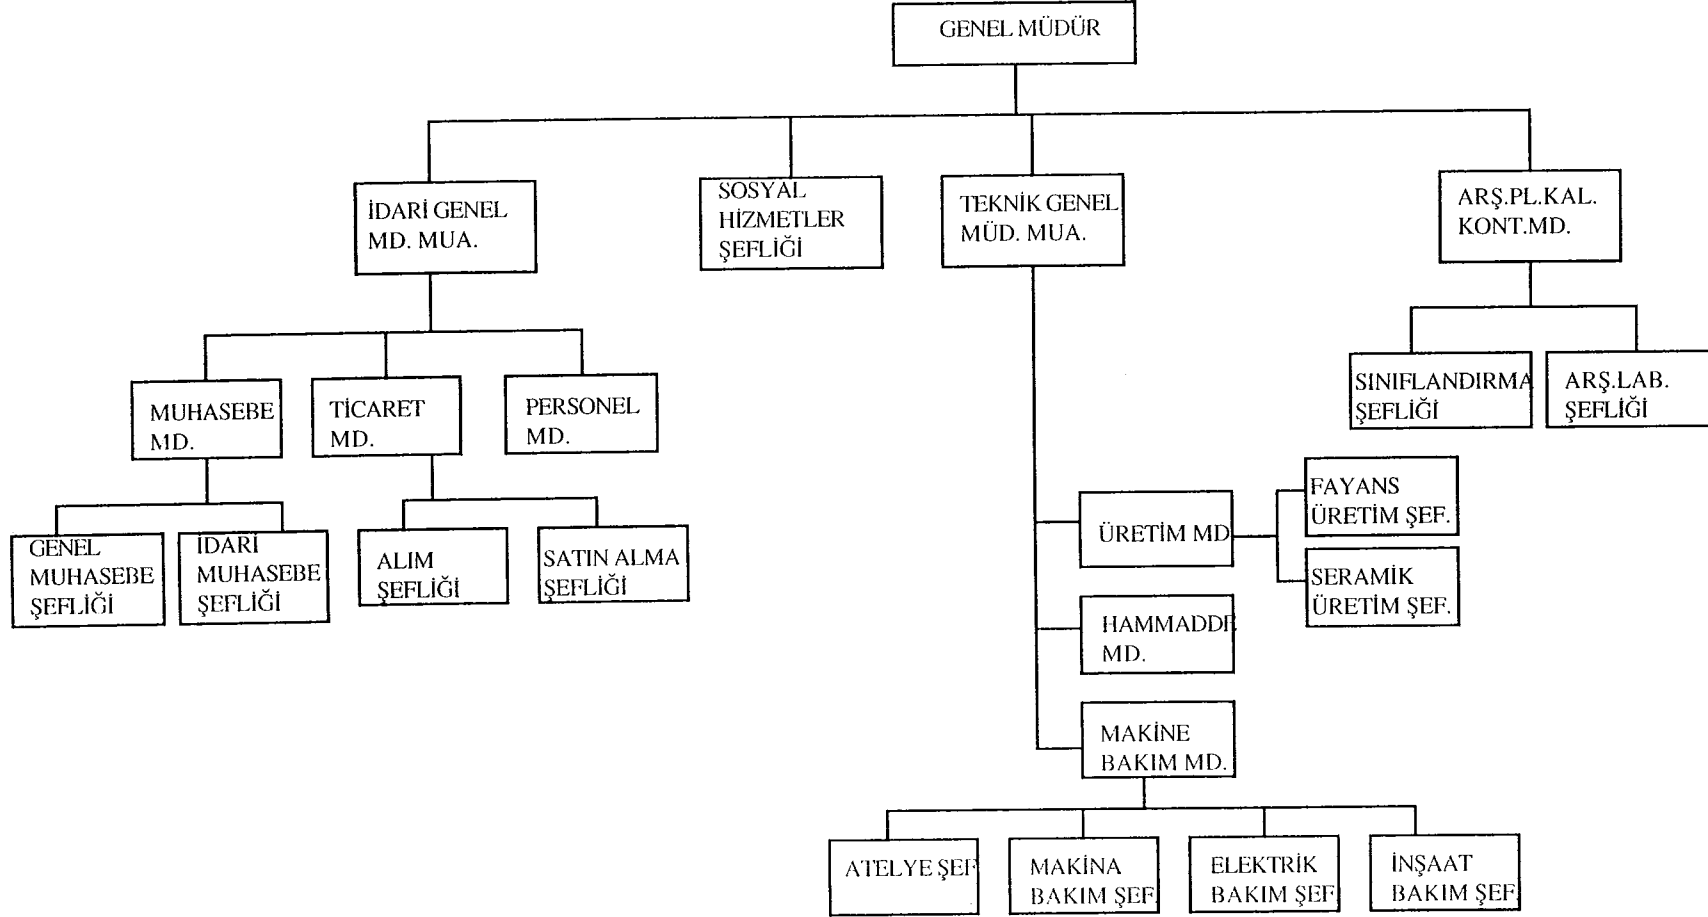 GENEL MÜDÜR
İDARİ GENEL
MD. MUA.
SOSYAL
HİZMETLER
ŞEFLİĞİ
TEKNİK GENEL
MÜD. MUA.
ARŞ.PL.KAL.
KONT.MD.
MUHASEBE
MD.
TİCARET
MD.
PERSONEL
MD.
SINIFLANDIRMA
ŞEFLİĞİ
ARŞ.LAB.
ŞEFLİĞİ
GENEL
MUHASEBE
ŞEFLİĞİ
İDARİ
MUHASEBE
ŞEFLİĞİ
ALIM
ŞEFLİĞİ
SATIN ALMA
ŞEFLİĞİ
ÜRETİM MD
FAYANS
ÜRETİM ŞEF.
SERAMİK
ÜRETİM ŞEF.
HAMMADDE
MD.
MAKİNE
BAKIM MD.
ATELYE ŞEF
MAKİNA
BAKIM ŞEF.
ELEKTRİK
BAKIM ŞEF
İNŞAAT
BAKIM ŞEF